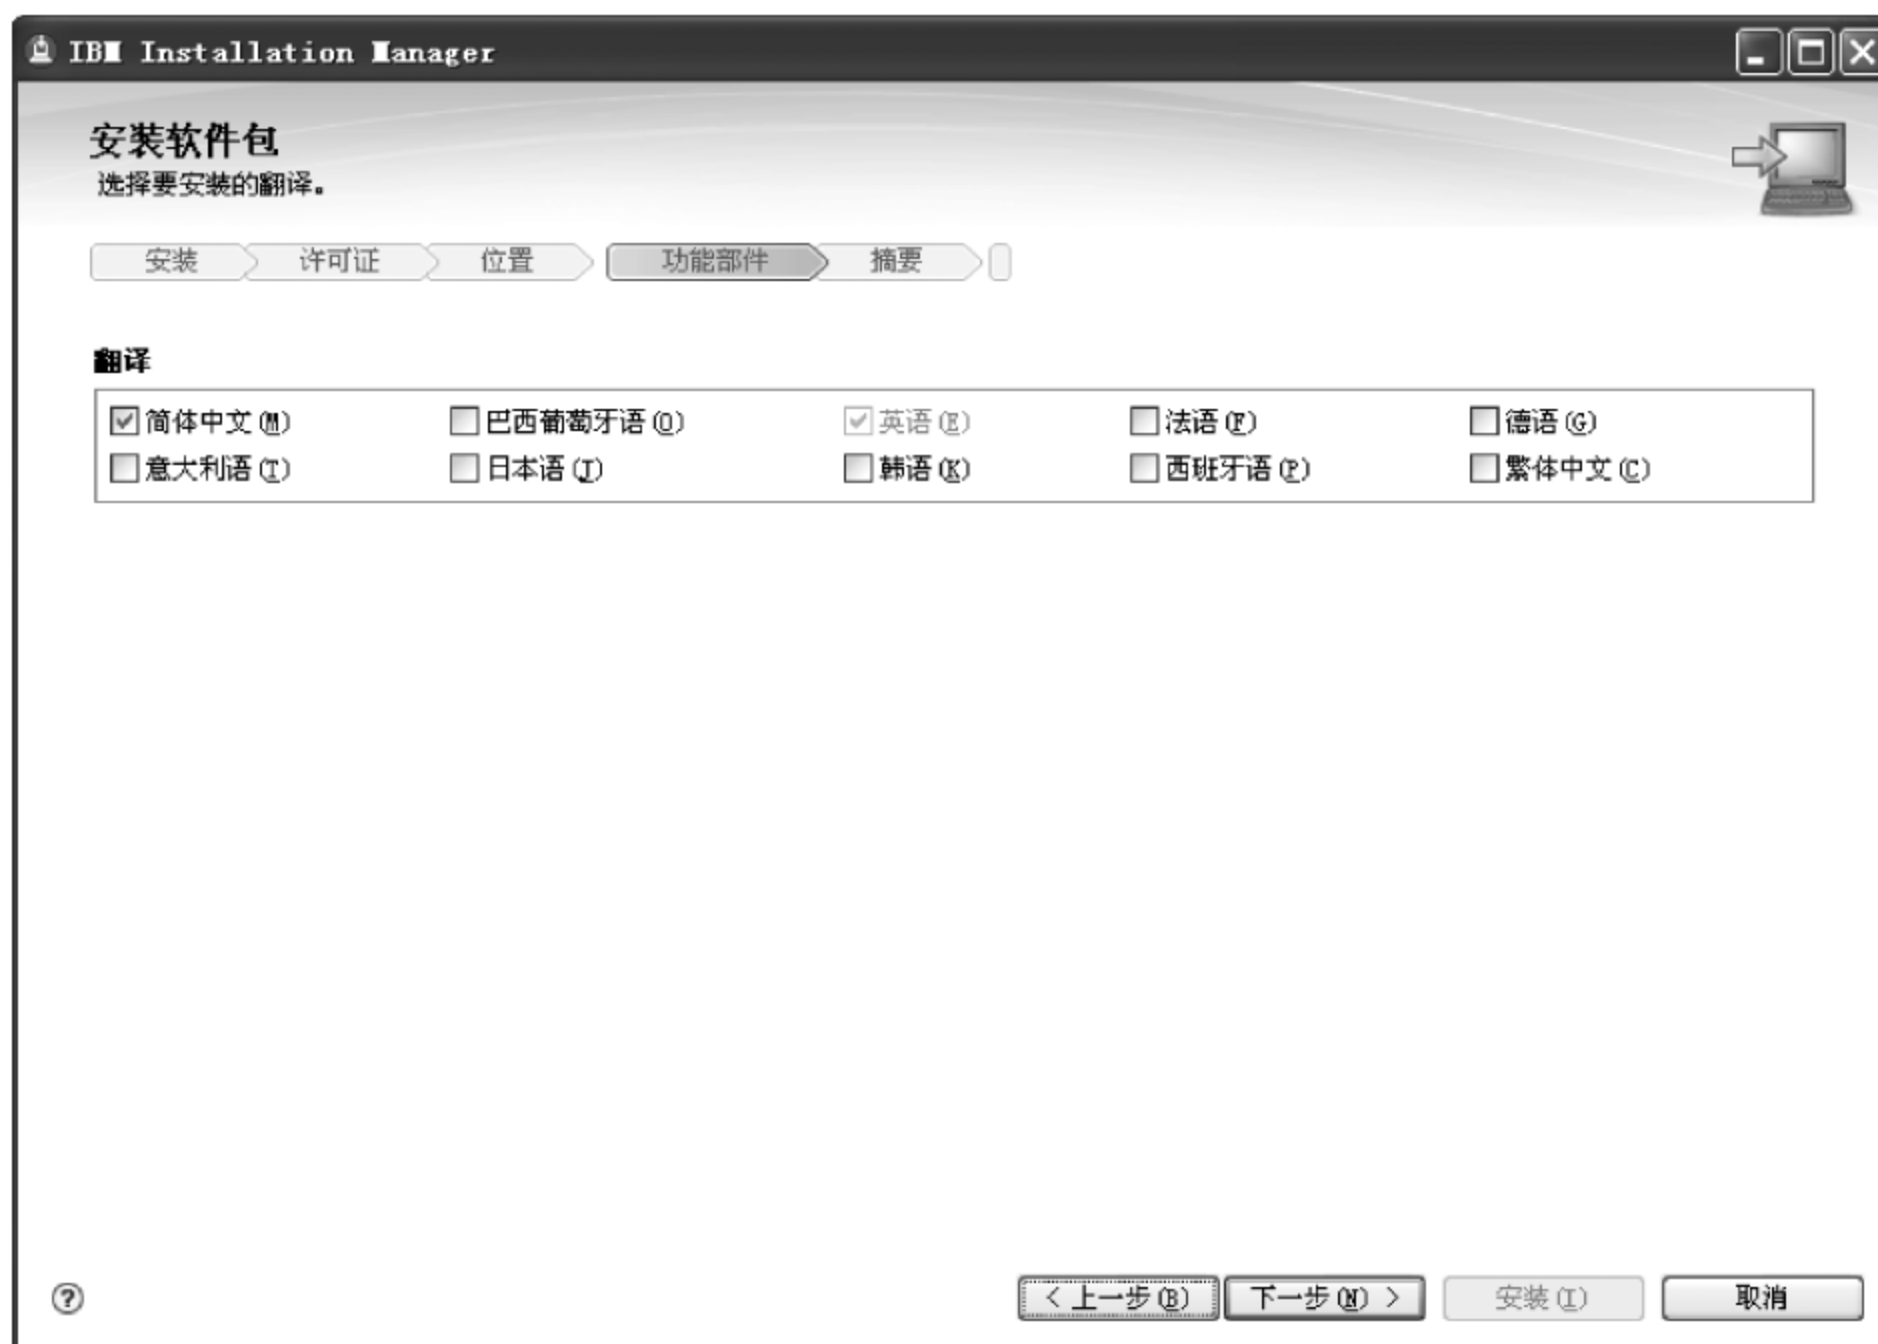 IBM Installation Manager
安装软件包
选择要安装的翻译。
安装 许可证 位置 功能部件 摘要
翻译
简体中文(M) 巴西葡萄牙语(O) 英语(E) 法语(F) 德语(G)
意大利语(T) 日本语(J) 韩语(K) 西班牙语(P) 繁体中文(C)
? < 上一步(B) 下一步(N) > 安装(I) 取消